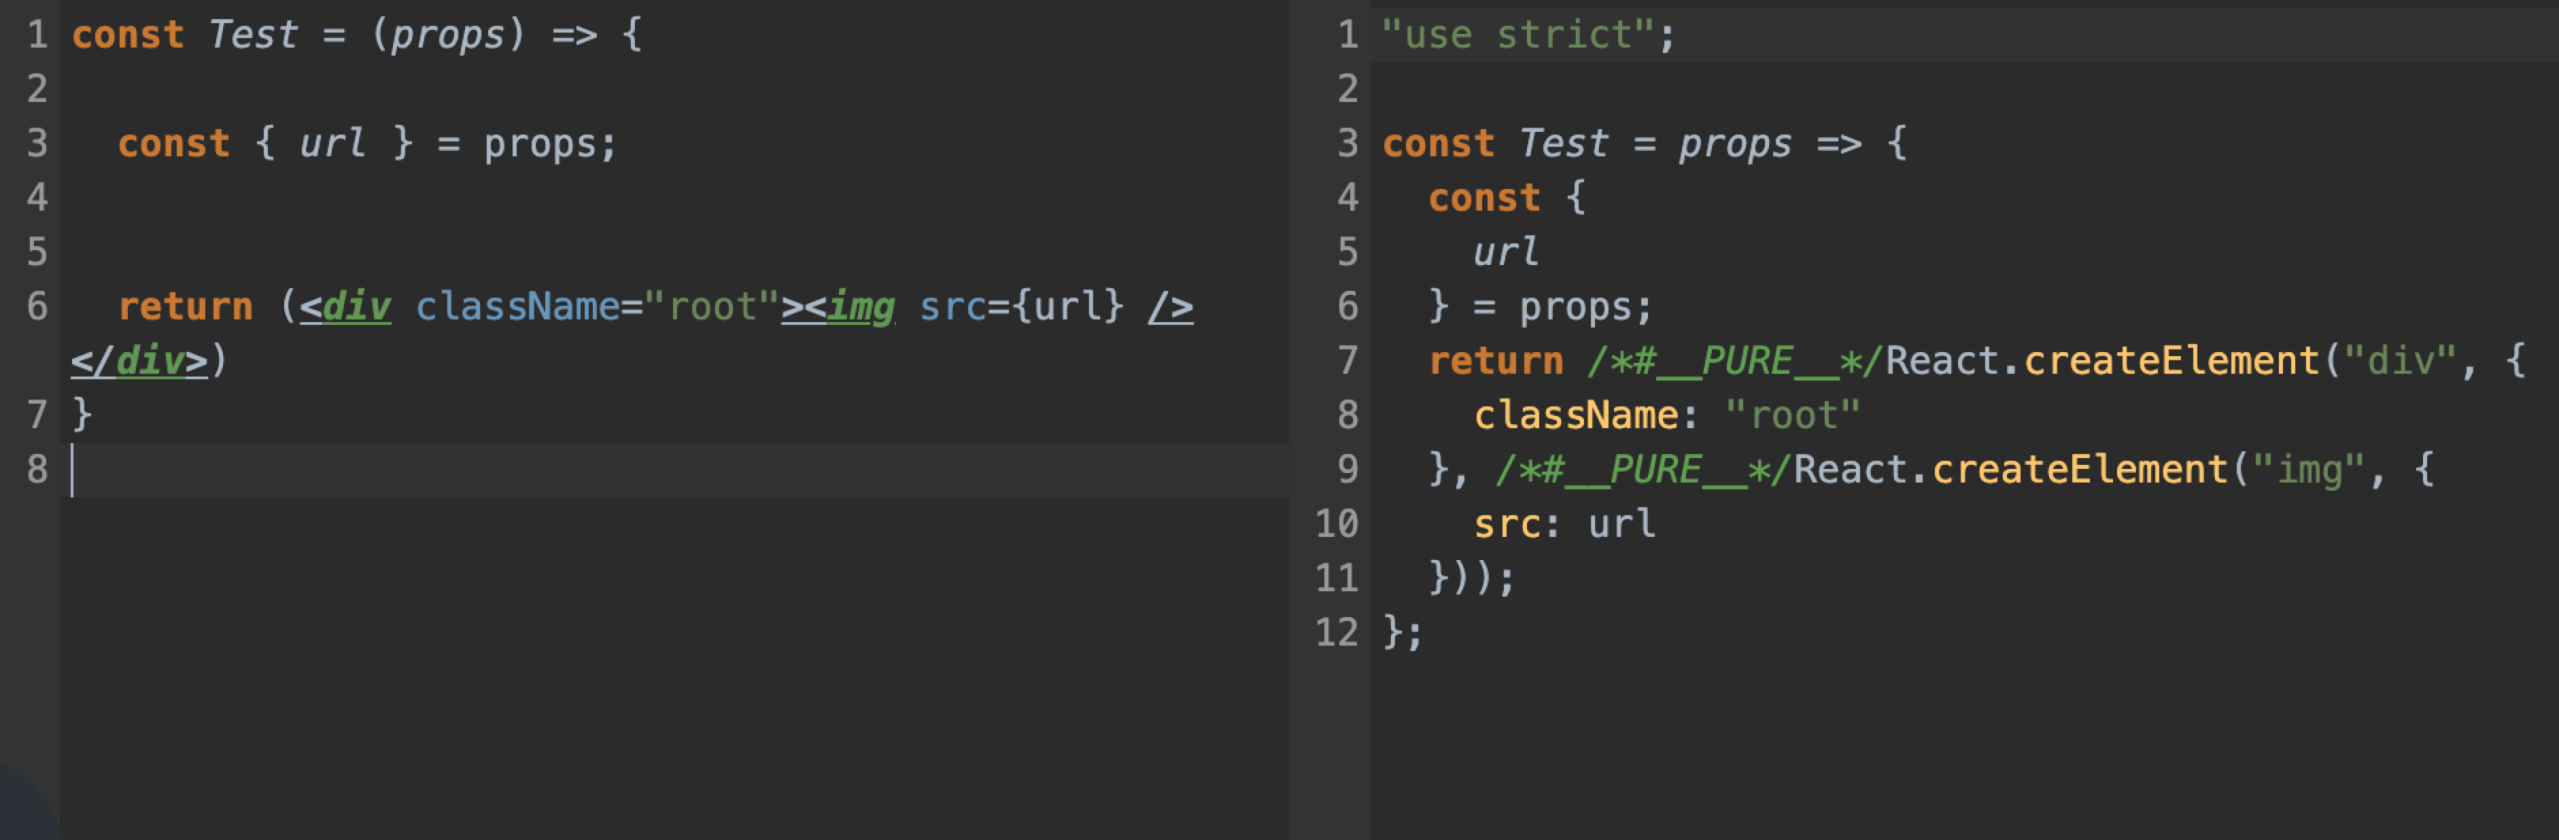 1 const Test = (props) => {
2
3 const { url } = props;
4
5
6 return (<div className="root"><img src={url} />
</div>)
7 }
8
1 "use strict";
2
3 const Test = props => {
4 const {
5 url
6 } = props;
7 return /*#__PURE__*/React.createElement("div", {
8 className: "root"
9 }, /*#__PURE__*/React.createElement("img", {
10 src: url
11 }));
12 };